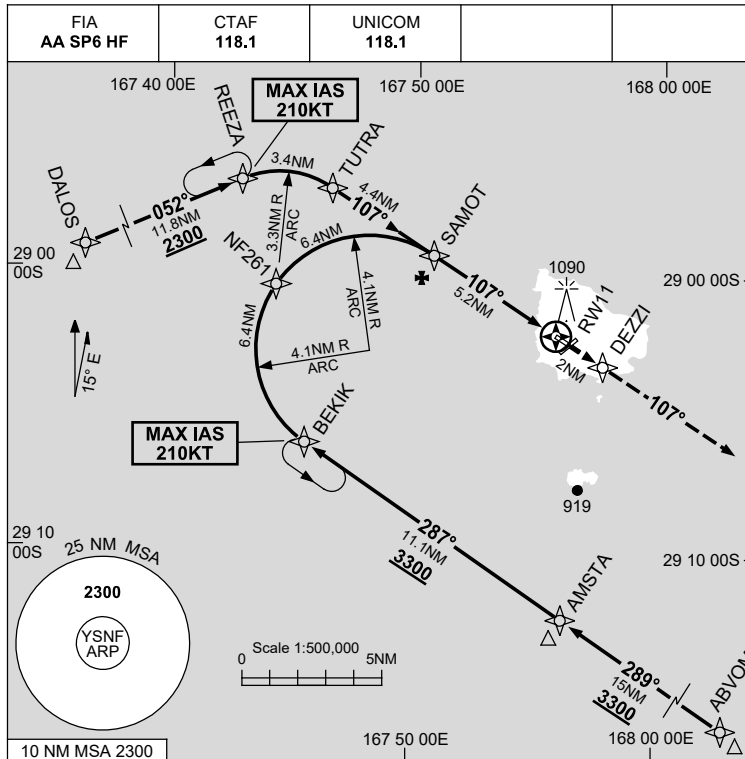 FIA
AA SP6 HF
CTAF
118.1
UNICOM
118.1
167 40 00E
167 50 00E
168 00 00E
MAX IAS
210KT
REEZA
TUTRA
3.4NM
DALOS
052°
11.8NM
2300
4.4NM
107°
SAMOT
3.3NM R
ARC
6.4NM
NF261
29 00
00S
29 00 00S
107°
5.2NM
1090
RW11
DEZZI
2NM
107°
4.1NM R
ARC
6.4NM
4.1NM R
ARC
15° E
MAX IAS
210KT
BEKIK
919
287°
11.1NM
3300
29 10
00S
29 10 00S
25 NM MSA
2300
YSNF
ARP
AMSTA
Scale 1:500,000
0
5NM
289°
15NM
3300
ABVON
10 NM MSA 2300
167 50 00E
168 00 00E